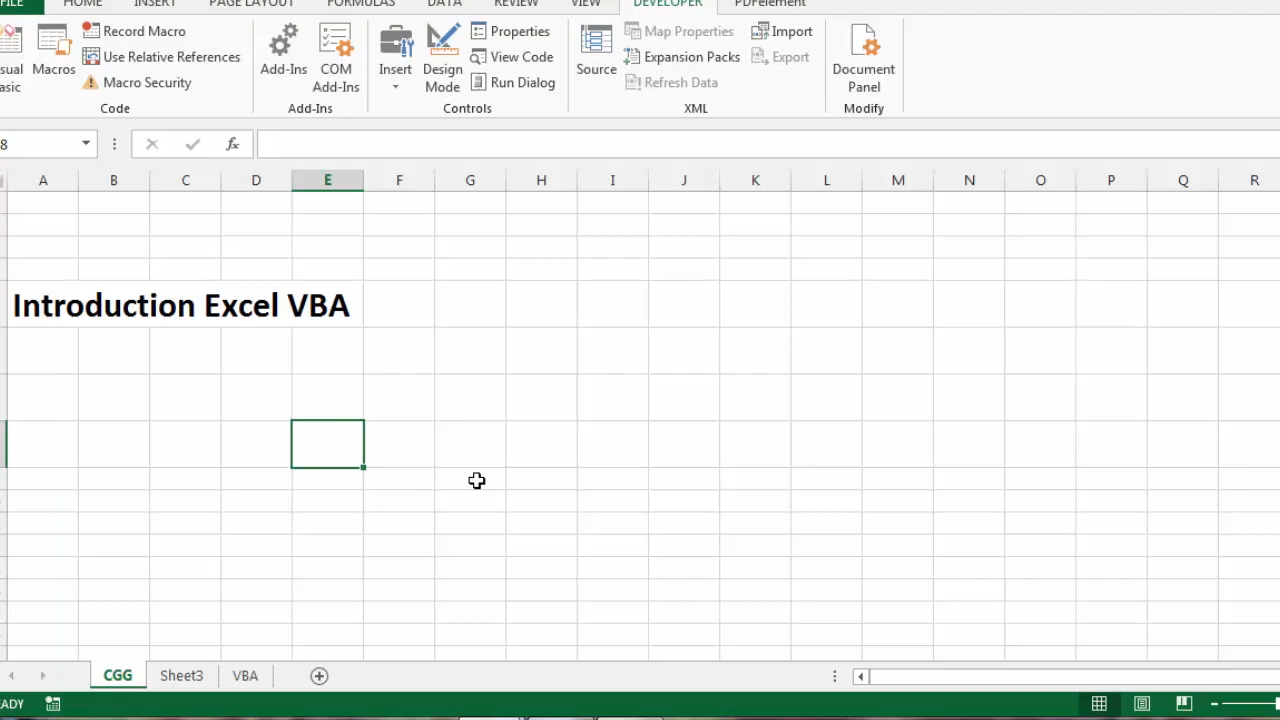 FILE HOME INSERT PAGE LAYOUT FORMULAS DATA REVIEW VIEW DEVELOPER PDFelement
Record Macro
Use Relative References
Macro Security
Macros
Code
Add-Ins
COM
Add-Ins
Add-Ins
Insert
Design
Mode
Properties
View Code
Run Dialog
Controls
Source
Map Properties
Expansion Packs
Refresh Data
Import
Export
XML
Document
Panel
Modify
8
fx
A B C D E F G H I J K L M N O P Q R
Introduction Excel VBA
CGG Sheet3 VBA